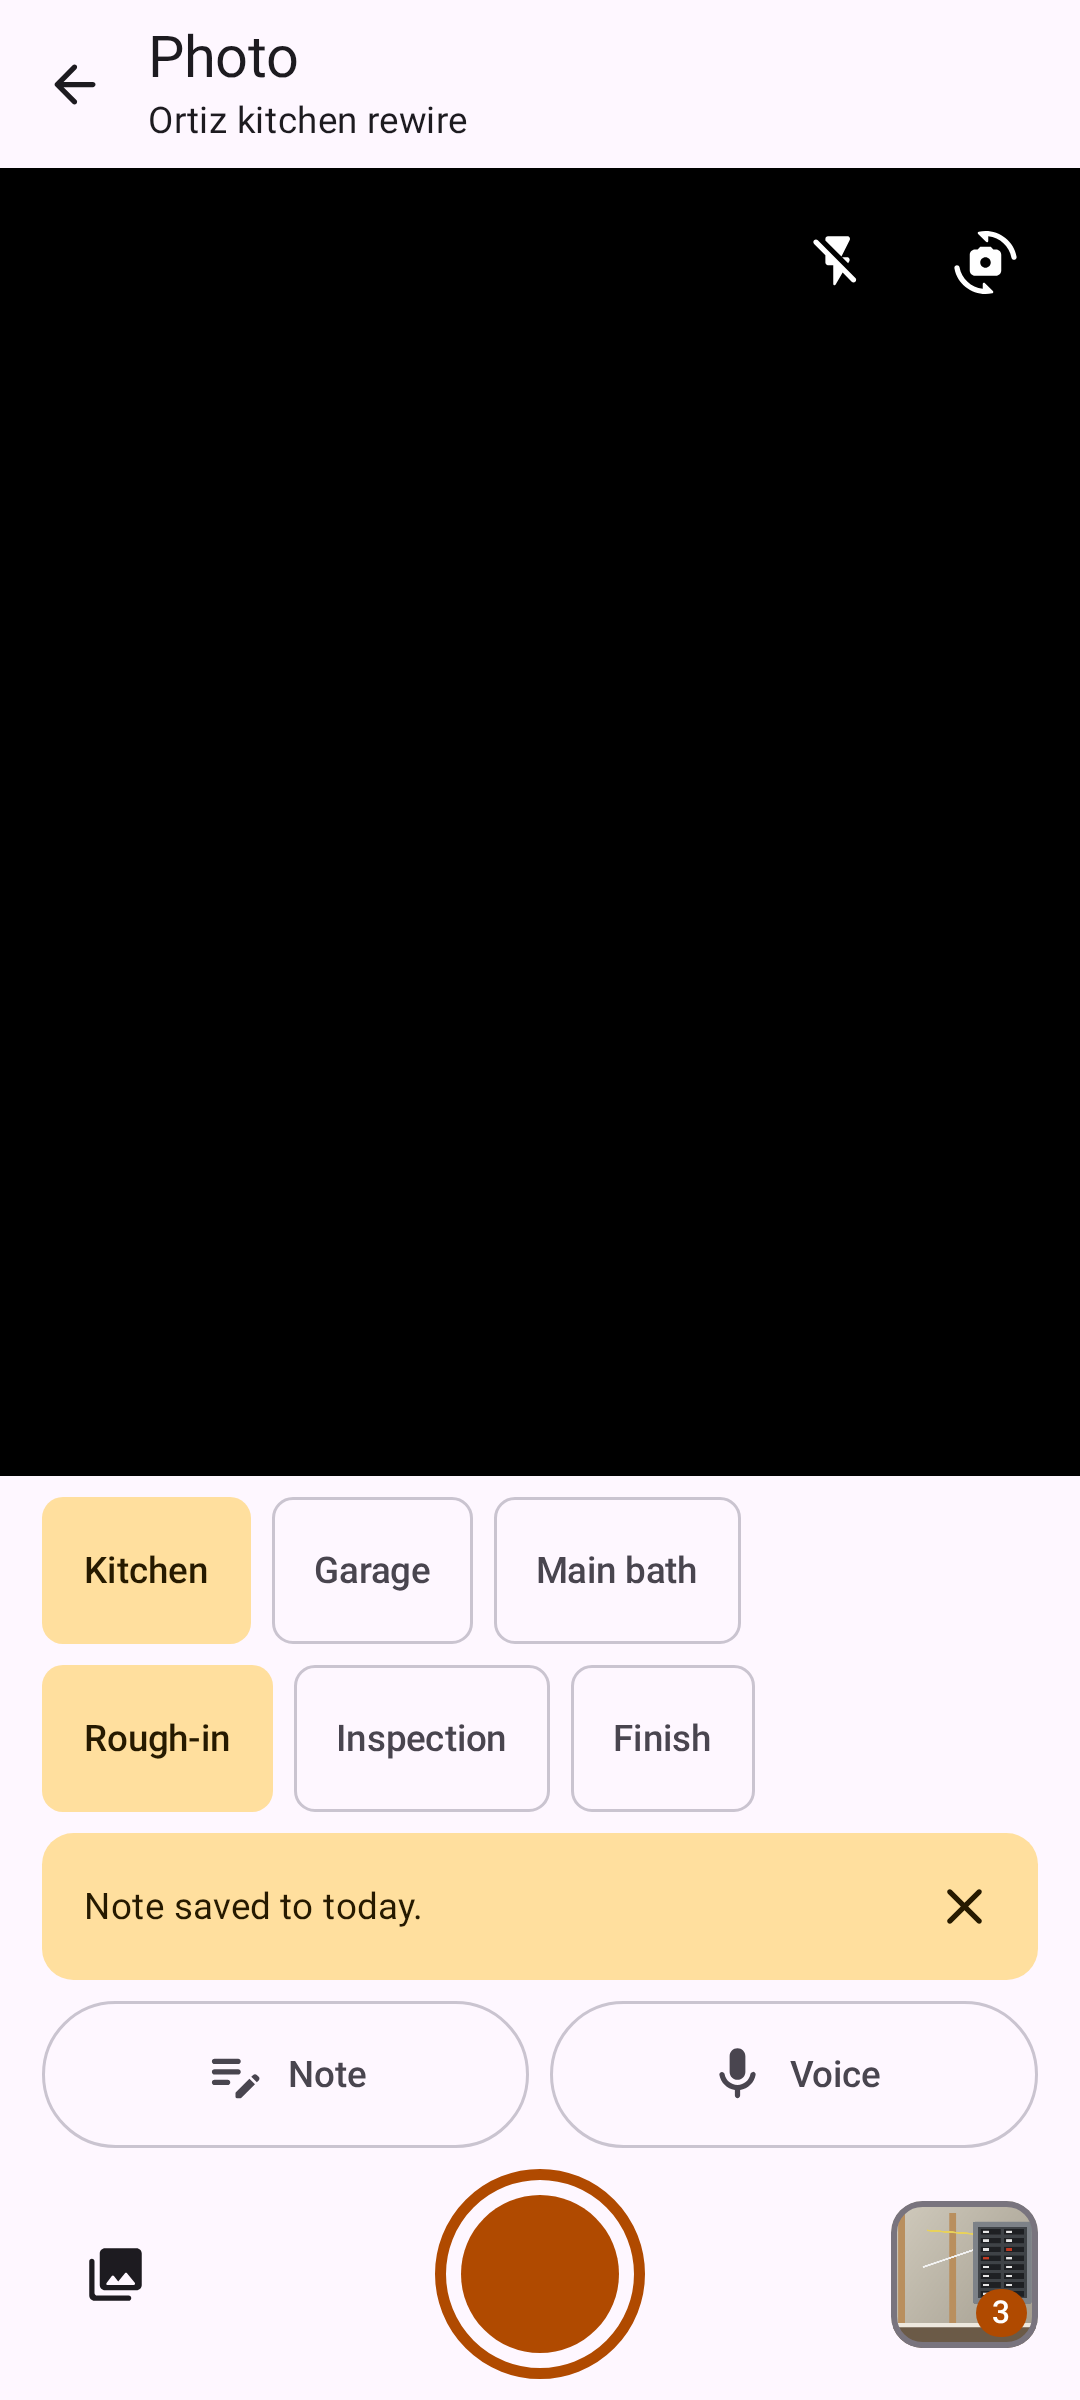 Photo
Ortiz kitchen rewire
Kitchen
Garage
Main bath
Rough-in
Inspection
Finish
Note saved to today.
Note
Voice
3